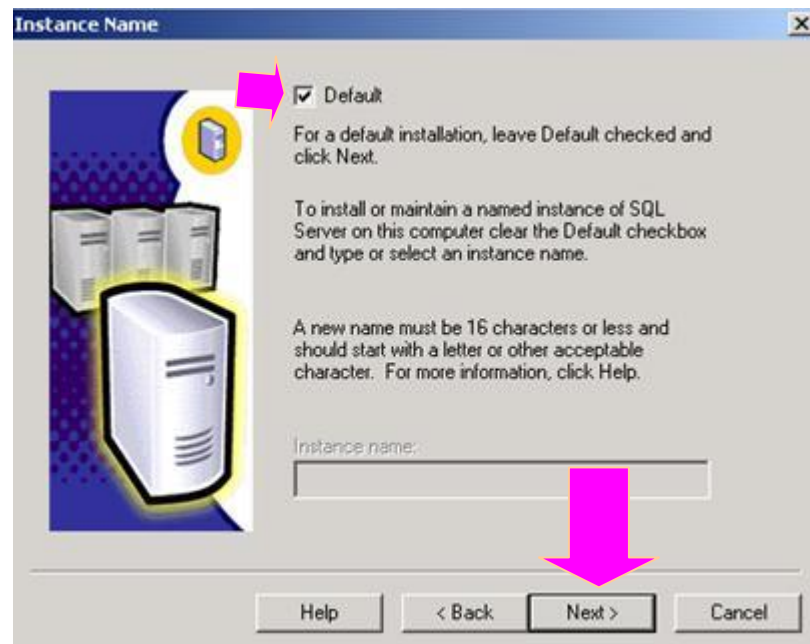 Instance Name
Default
For a default installation, leave Default checked and
click Next.
To install or maintain a named instance of SQL
Server on this computer clear the Default checkbox
and type or select an instance name.
A new name must be 16 characters or less and
should start with a letter or other acceptable
character.  For more information, click Help.
Instance name:
Help
< Back
Next >
Cancel